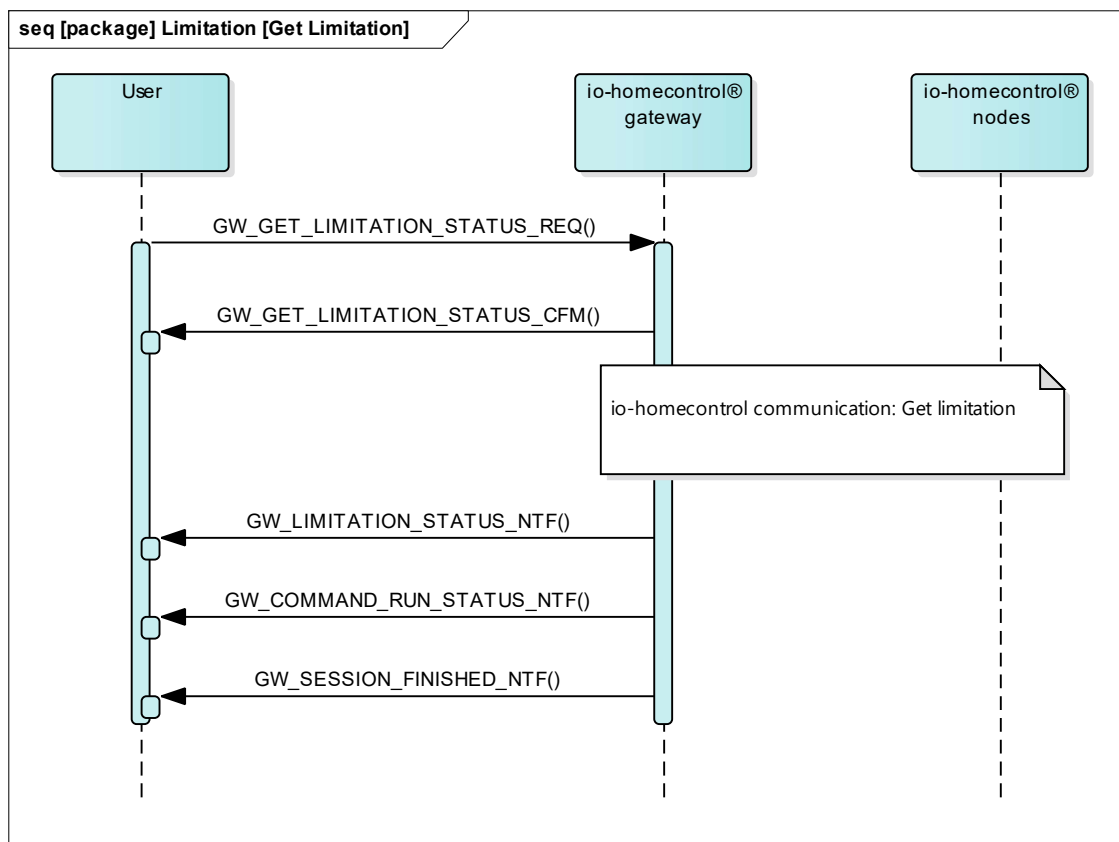 seq [package] Limitation [Get Limitation]
User
io-homecontrol®
gateway
io-homecontrol®
nodes
GW_GET_LIMITATION_STATUS_REQ()
GW_GET_LIMITATION_STATUS_CFM()
io-homecontrol communication: Get limitation
GW_LIMITATION_STATUS_NTF()
GW_COMMAND_RUN_STATUS_NTF()
GW_SESSION_FINISHED_NTF()